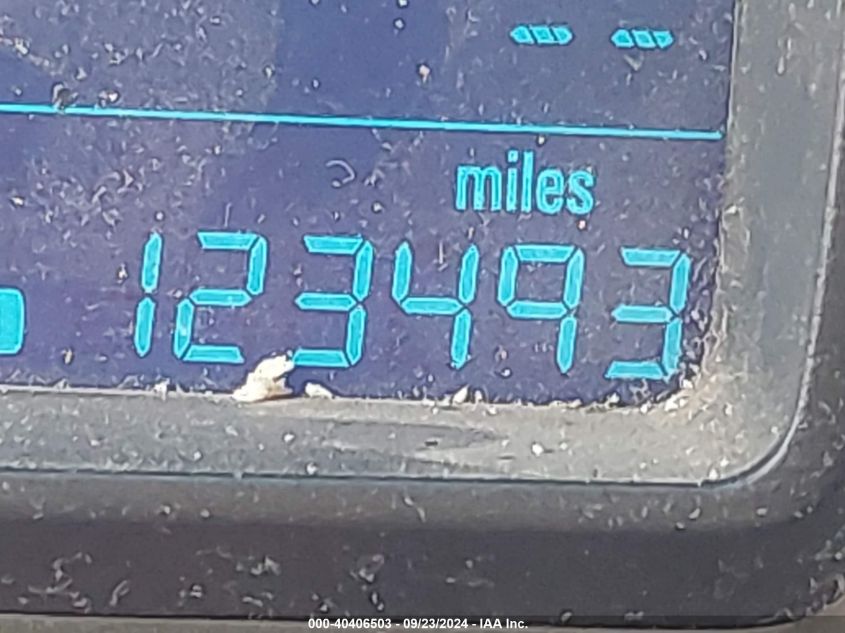 -- --
miles
123493
000-40406503 - 09/23/2024 - IAA Inc.